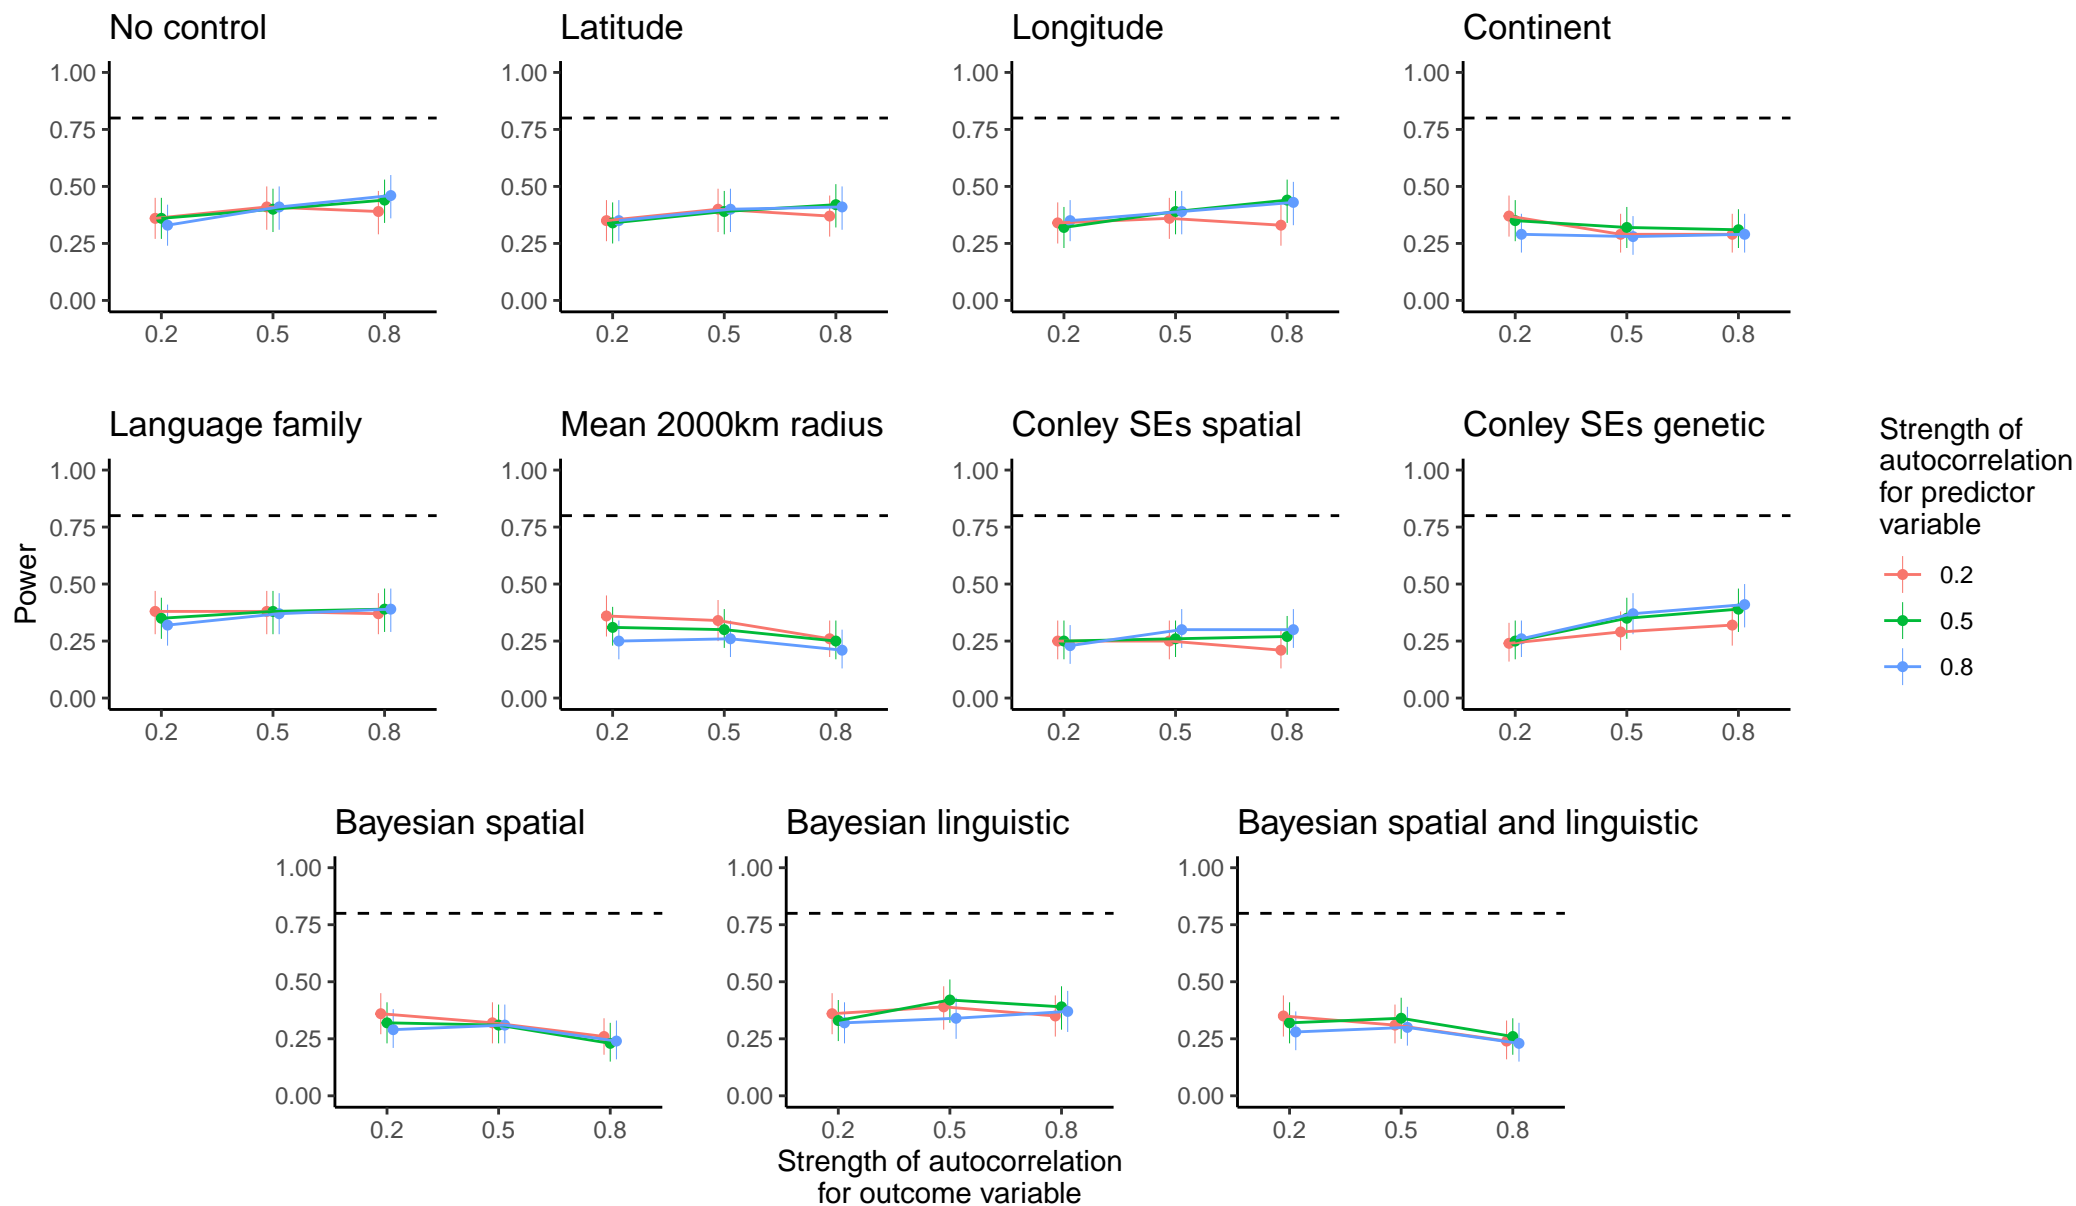 No control
Latitude
Longitude
Continent
1.00
0.75
0.50
0.25
0.00
0.2 0.5 0.8
1.00
0.75
0.50
0.25
0.00
0.2 0.5 0.8
1.00
0.75
0.50
0.25
0.00
0.2 0.5 0.8
1.00
0.75
0.50
0.25
0.00
0.2 0.5 0.8
Power
Language family
Mean 2000km radius
Conley SEs spatial
Conley SEs genetic
1.00
0.75
0.50
0.25
0.00
0.2 0.5 0.8
1.00
0.75
0.50
0.25
0.00
0.2 0.5 0.8
1.00
0.75
0.50
0.25
0.00
0.2 0.5 0.8
1.00
0.75
0.50
0.25
0.00
0.2 0.5 0.8
Strength of
autocorrelation
for predictor
variable
0.2
0.5
0.8
Bayesian spatial
Bayesian linguistic
Bayesian spatial and linguistic
1.00
0.75
0.50
0.25
0.00
0.2 0.5 0.8
1.00
0.75
0.50
0.25
0.00
0.2 0.5 0.8
1.00
0.75
0.50
0.25
0.00
0.2 0.5 0.8
Strength of autocorrelation
for outcome variable